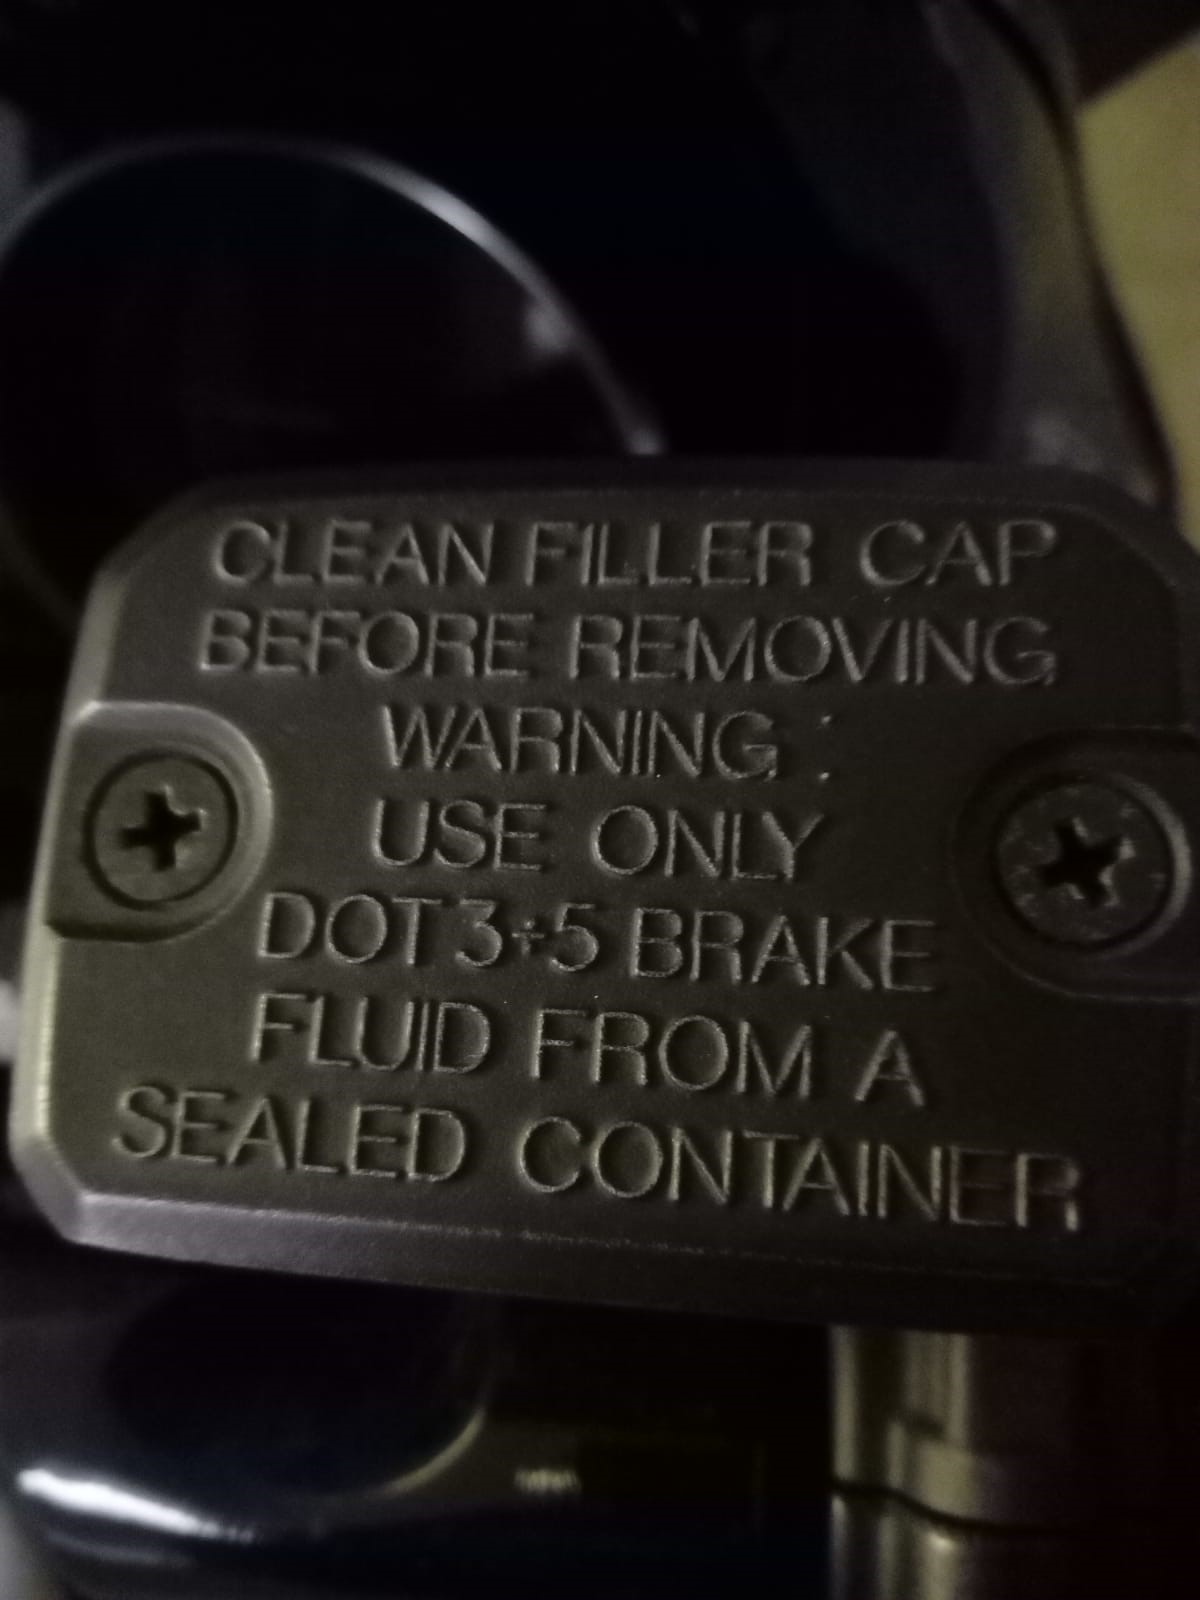 CLEAN FILLER CAP
BEFORE REMOVING
WARNING :
USE ONLY
DOT 3÷5 BRAKE
FLUID FROM A
SEALED CONTAINER